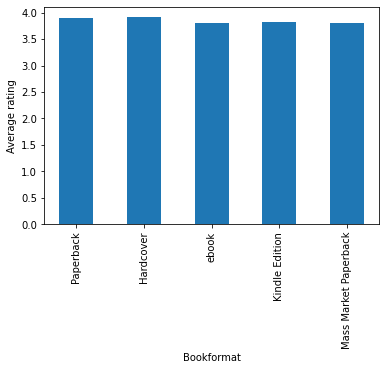 Average rating
4.0
3.5
3.0
2.5
2.0
1.5
1.0
0.5
0.0
Paperback
Hardcover
ebook
Kindle Edition
Mass Market Paperback
Bookformat